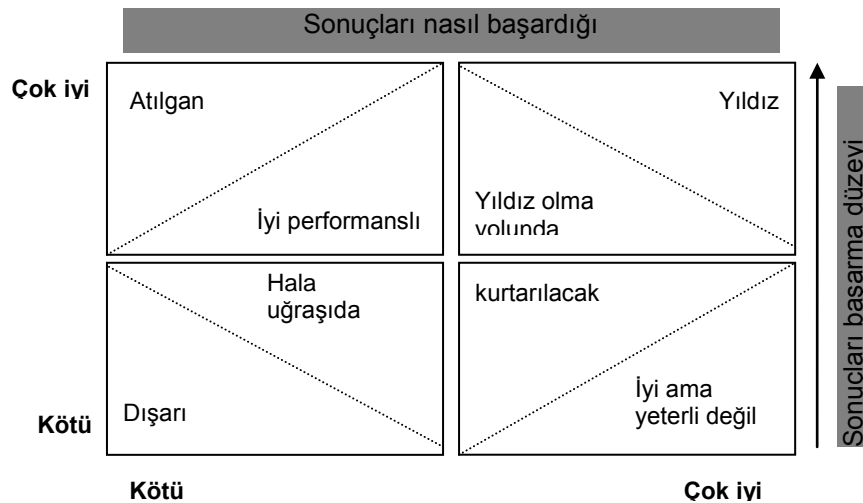 Sonuçları nasıl başardığı
Çok iyi
Atılgan
Yıldız
İyi performanslı
Yıldız olma
yolunda
Hala
uğraşıda
kurtarılacak
Dışarı
İyi ama
yeterli değil
Kötü
Kötü
Çok iyi
Sonuçları başarma düzeyi